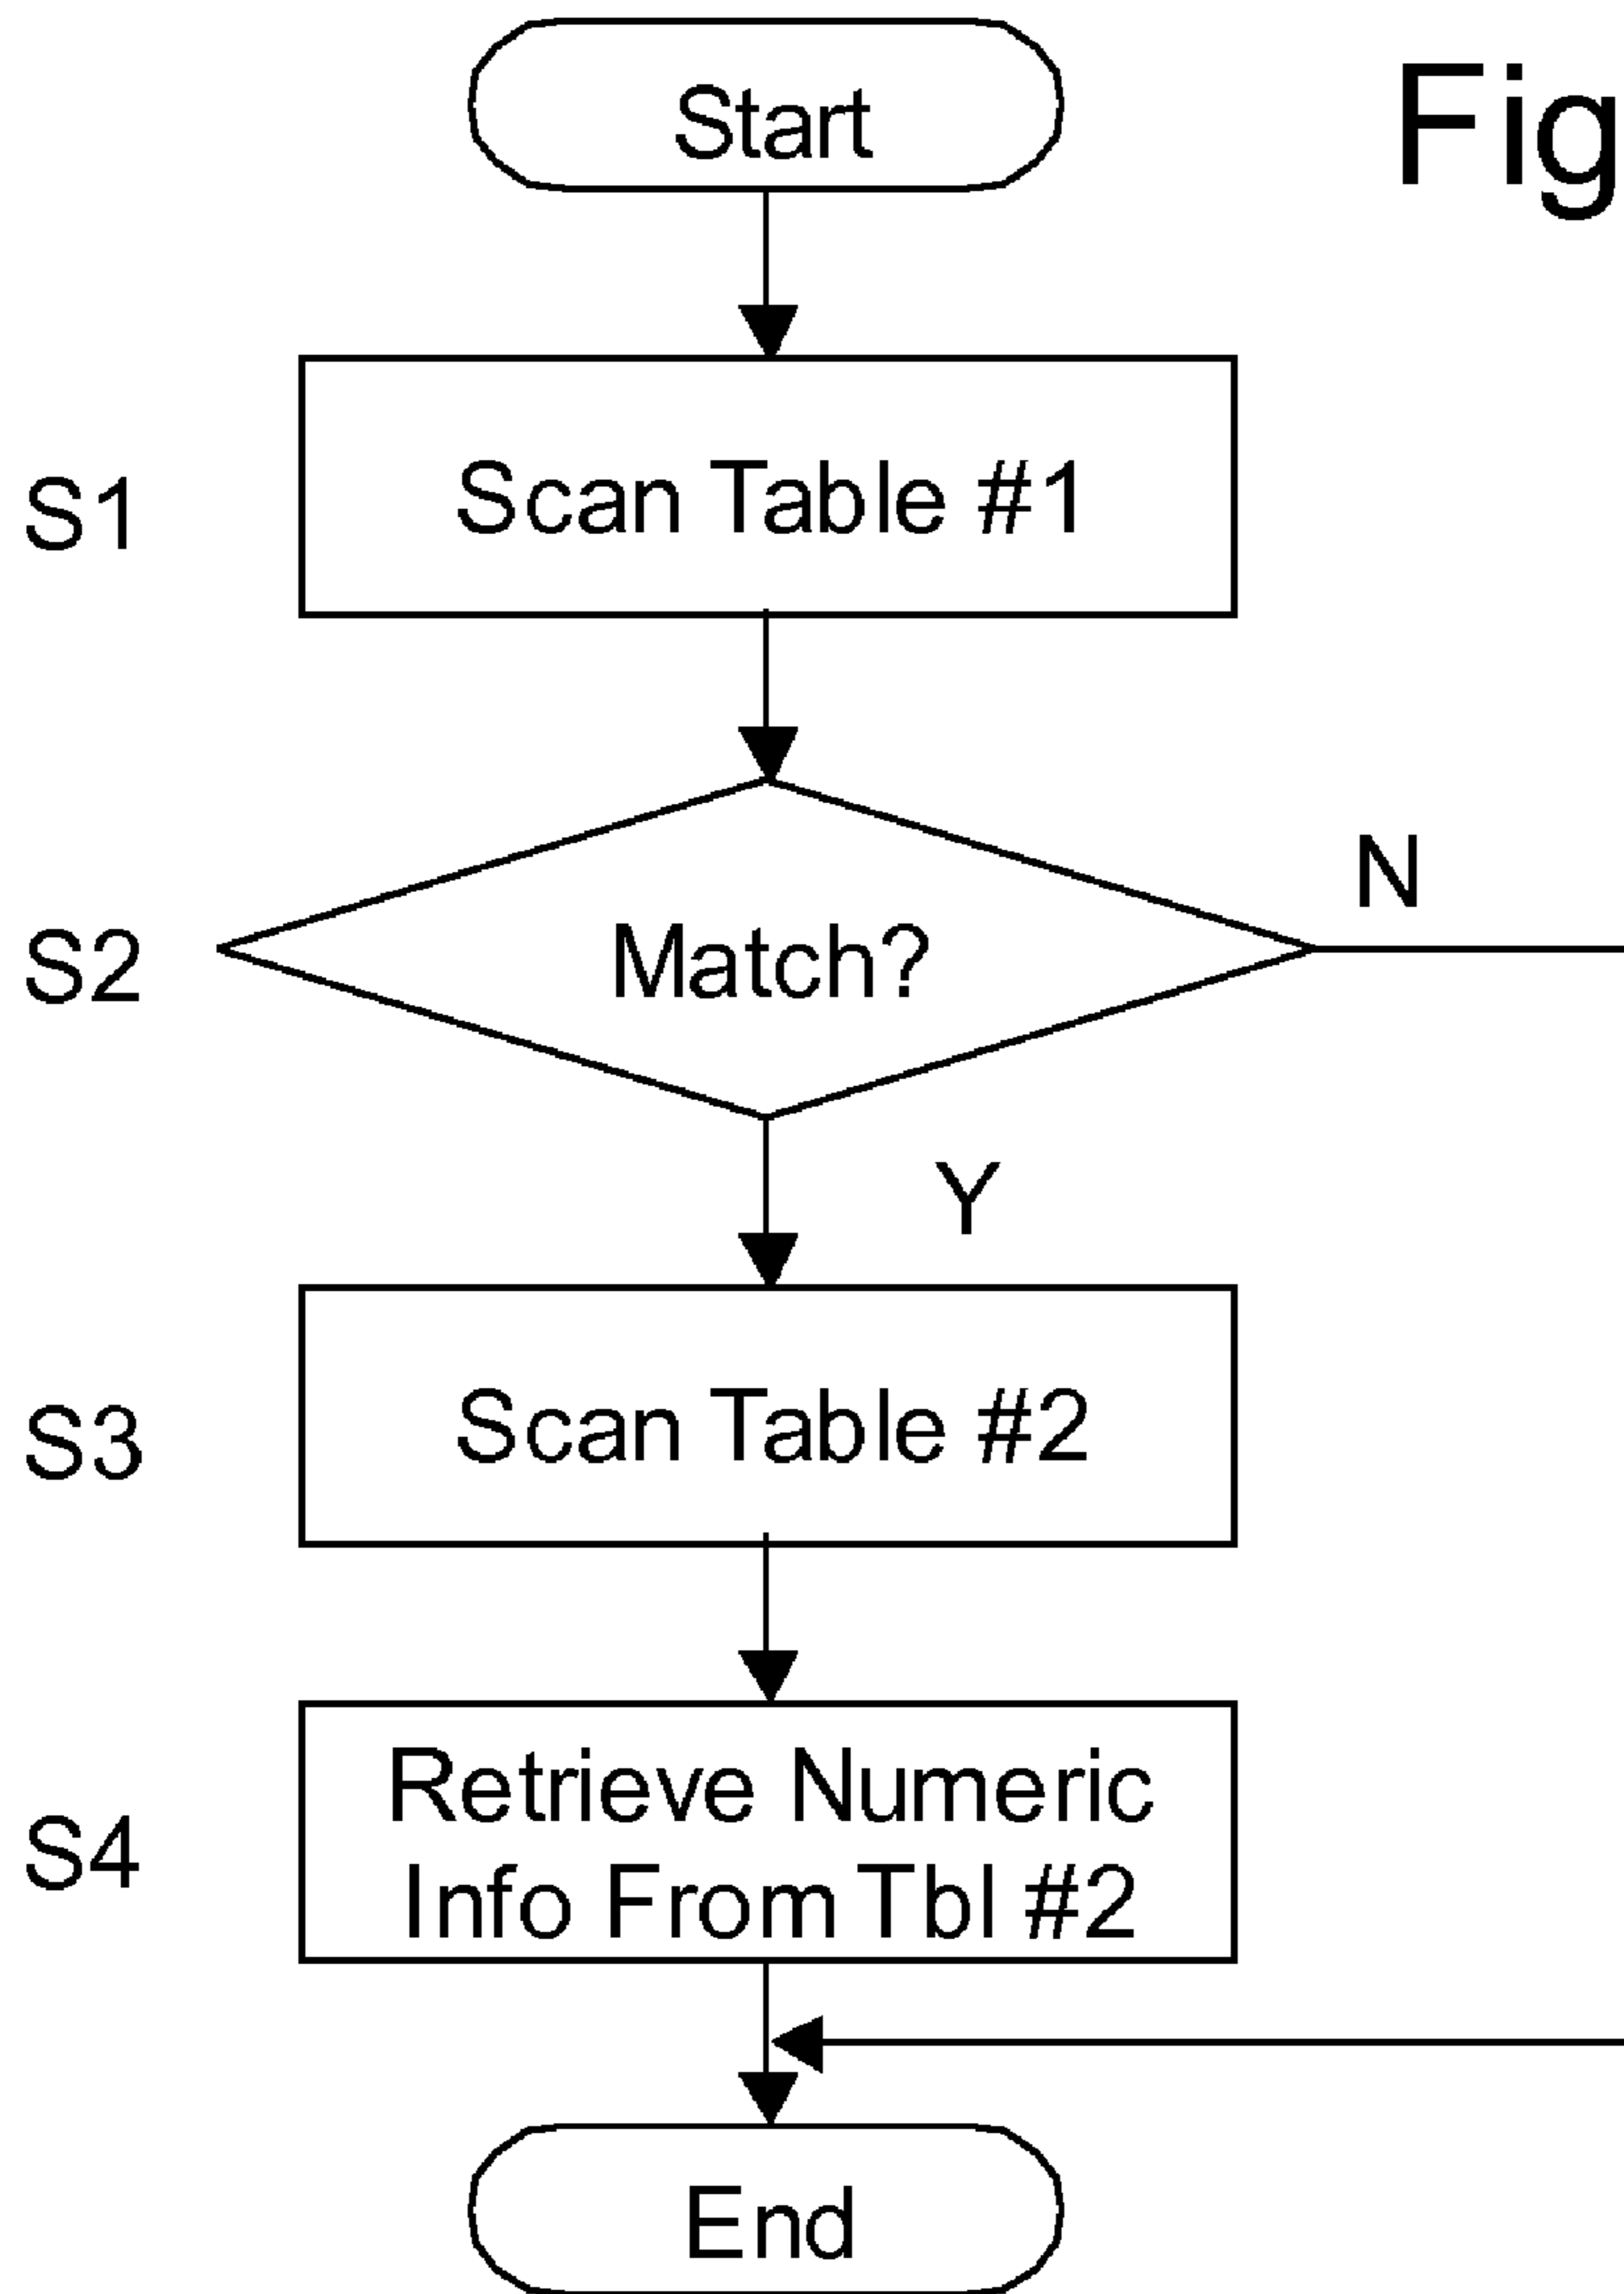 Start
Fig
S1
Scan Table #1
S2
Match?
N
Y
S3
Scan Table #2
S4
Retrieve Numeric
Info From Tbl #2
End